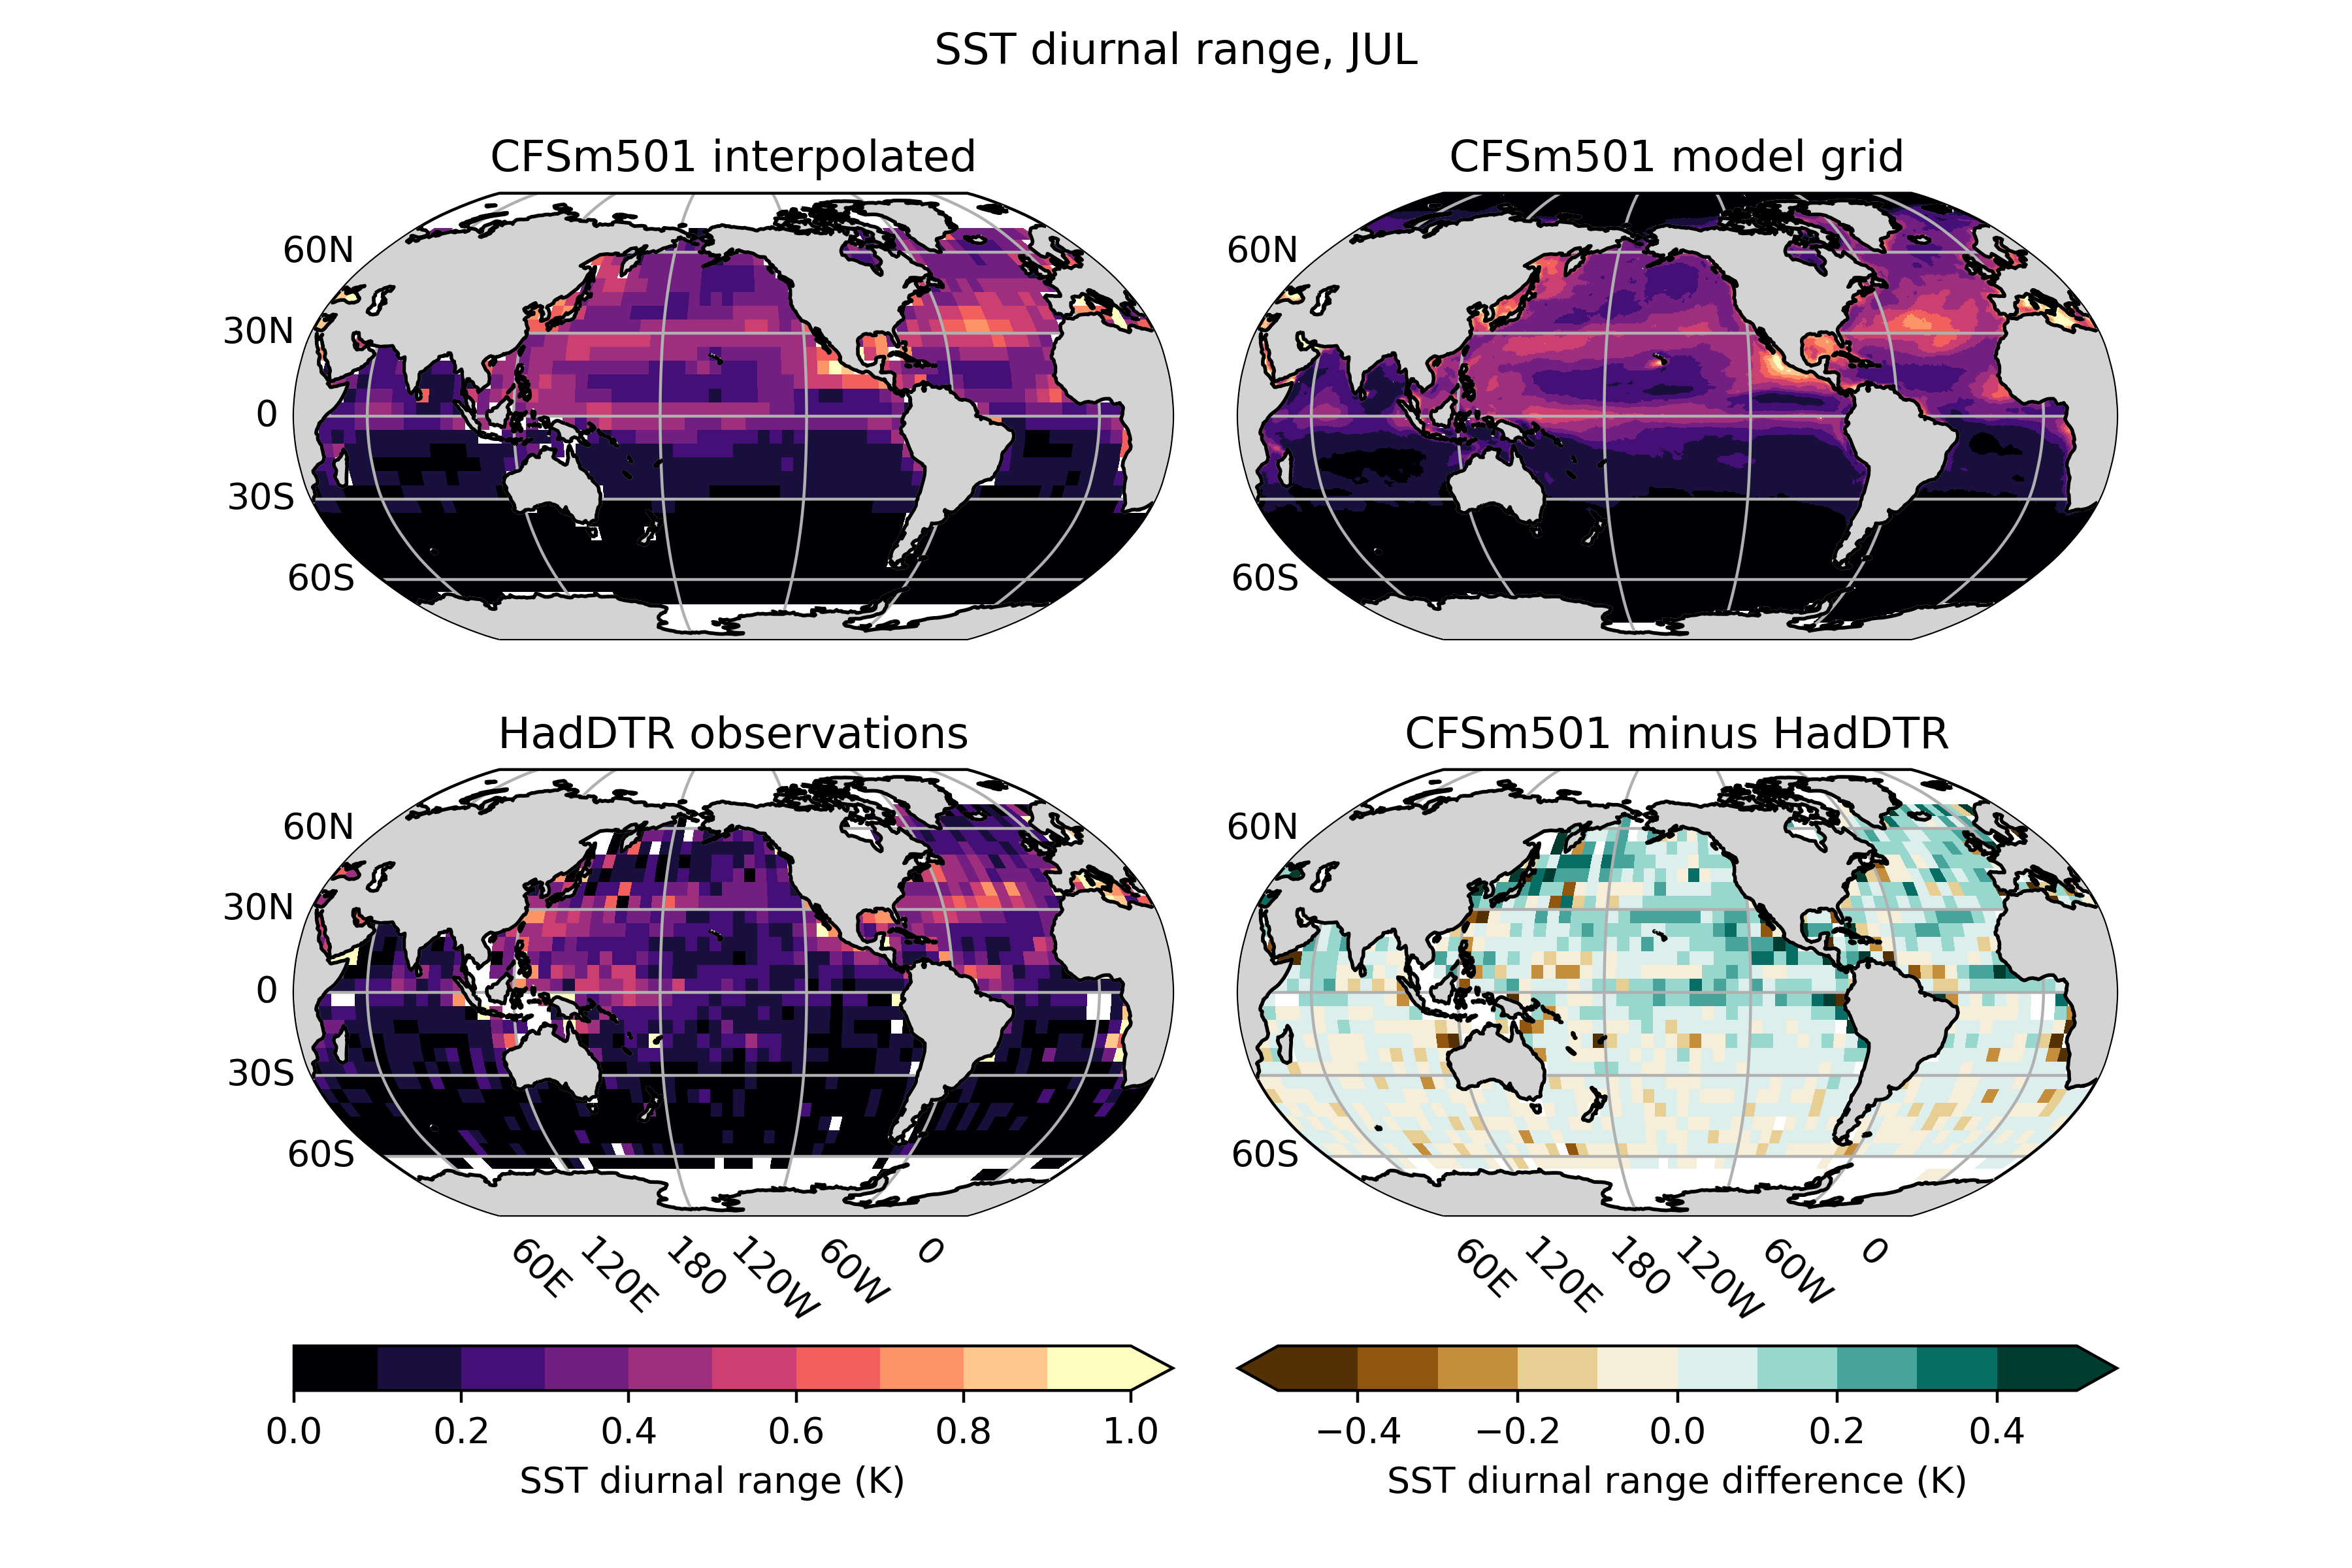 SST diurnal range, JUL
CFSm501 interpolated
CFSm501 model grid
60N
30N
0
30S
60S
60N
30N
0
30S
60S
HadDTR observations
CFSm501 minus HadDTR
60N
30N
0
30S
60S
60N
30N
0
30S
60S
60E 120E 180 120W 60W 0
60E 120E 180 120W 60W 0
0.0 0.2 0.4 0.6 0.8 1.0
SST diurnal range (K)
−0.4 −0.2 0.0 0.2 0.4
SST diurnal range difference (K)